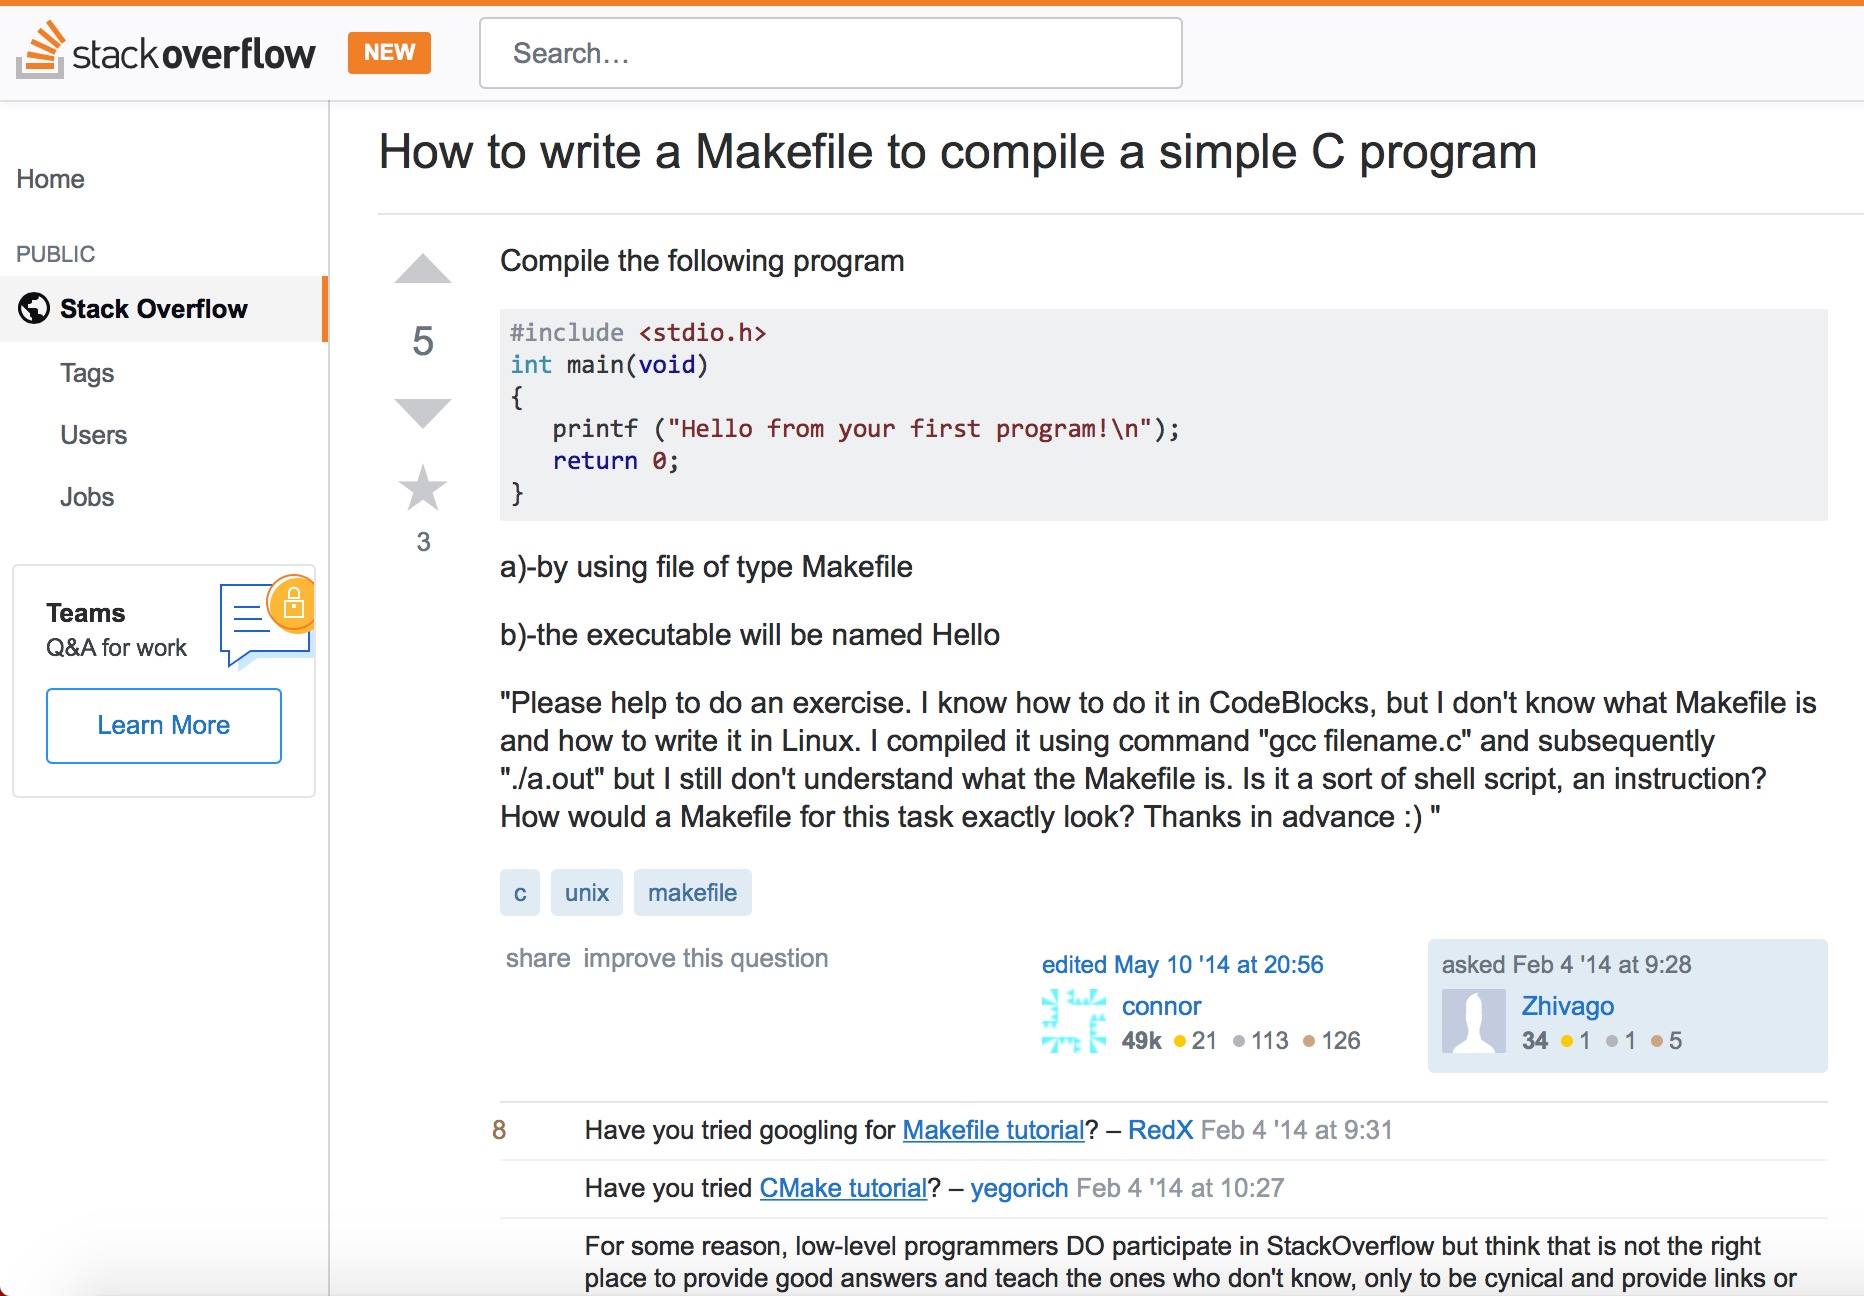 stackoverflow NEW Search...
How to write a Makefile to compile a simple C program
Home
PUBLIC
Stack Overflow
Tags
Users
Jobs
Teams
Q&A for work
Learn More
5
3
Compile the following program
#include <stdio.h>
int main(void)
{
   printf ("Hello from your first program!\n");
   return 0;
}
a)-by using file of type Makefile
b)-the executable will be named Hello
"Please help to do an exercise. I know how to do it in CodeBlocks, but I don't know what Makefile is
and how to write it in Linux. I compiled it using command "gcc filename.c" and subsequently
"./a.out" but I still don't understand what the Makefile is. Is it a sort of shell script, an instruction?
How would a Makefile for this task exactly look? Thanks in advance :) "
c unix makefile
share improve this question
edited May 10 '14 at 20:56
connor
49k 21 113 126
asked Feb 4 '14 at 9:28
Zhivago
34 1 1 5
8 Have you tried googling for Makefile tutorial? – RedX Feb 4 '14 at 9:31
Have you tried CMake tutorial? – yegorich Feb 4 '14 at 10:27
For some reason, low-level programmers DO participate in StackOverflow but think that is not the right
place to provide good answers and teach the ones who don't know, only to be cynical and provide links or